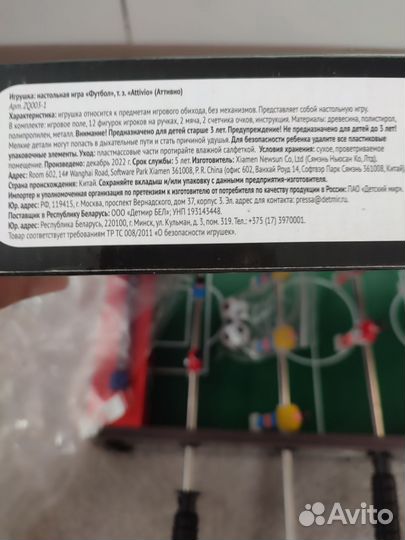 Игрушка: настольная игра «Футбол», т. з. «Attivio» (Аттивио)
Арт. ZQ003-1
Характеристика: игрушка относится к предметам игрового обихода, без механизмов. Представляет собой настольную игру.
В комплекте: игровое поле, 12 фигурок игроков на ручках, 2 мяча, 2 счетчика очков, инструкция. Материалы: древесина, полистирол,
полипропилен, металл. Внимание! Предназначено для детей старше 3 лет. Предупреждение! Не предназначено для детей до 3 лет!
Мелкие детали могут попасть в дыхательные пути и стать причиной удушья. Для безопасности ребенка удалите все пластиковые
упаковочные элементы. Уход: пластмассовые части протирайте влажной салфеткой. Условия хранения: сухое, проветриваемое
помещение. Произведено: декабрь 2022 г. Срок службы: 5 лет. Изготовитель: Xiamen Newsun Co., Ltd (Сямэнь Ньюсан Ко, Лтд),
Адрес: Room 602, 14# Wanghai Road, Software Park Xiamen 361008, P.R. China (офис 602, Ванхай Роуд 14, Софтвэр Парк Сямэнь 361008, Китай).
Страна происхождения: Китай. Сохраняйте вкладыш и/или упаковку с данными предприятия-изготовителя.
Импортер и уполномоченная организация по претензиям к изготовителю от потребителя по качеству продукции в России: ПАО «Детский мир».
Юр. адрес: РФ, 119415, г. Москва, проспект Вернадского, дом 37, корпус 3. Эл. адрес для контакта: pressa@detmir.ru.
Поставщик в Республику Беларусь: ООО «Детмир БЕЛ»; УНП 193143448.
Юр. адрес: Республика Беларусь, 220100, г. Минск, ул. Кульман, д. 3, пом. 319. Тел.: +375 (17) 3970001.
Товар соответствует требованиям ТР ТС 008/2011 «О безопасности игрушек».
Avito